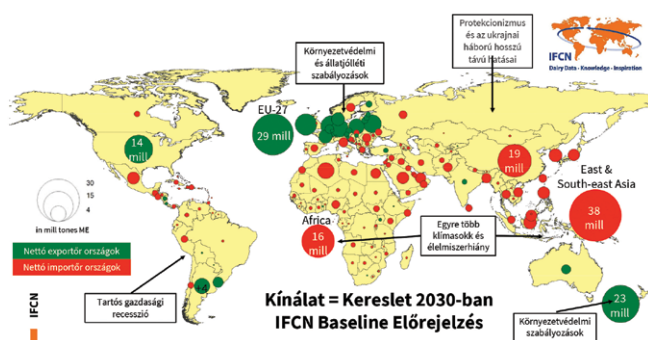 Protekcionizmus
és az ukrajnai
háború hosszú
távú hatásai
IFCN
Dairy Data - Knowledge - Inspiration
Környezetvédelmi
és állatjólléti
szabályozások
EU-27
29 mill
14
mill
19
mill
East &
South-east Asia
38
mill
30
15
4
in mill tones ME
Nettó exportőr országok
Nettó importőr országok
Africa
16
mill
Egyre több
klímasokk és
élelmiszerhiány
+4
Tartós gazdasági
recesszió
Kínálat = Kereslet 2030-ban
IFCN Baseline Előrejelzés
23
mill
Környezetvédelmi
szabályozások
IFCN